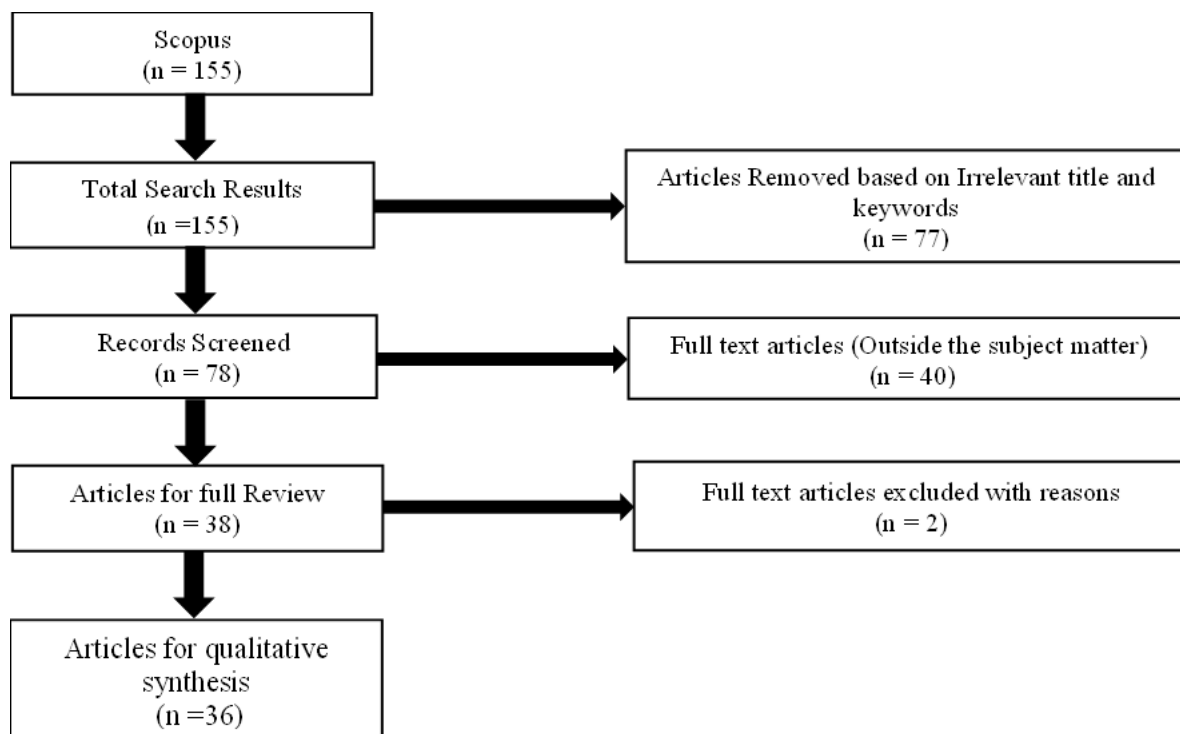 Scopus
(n = 155)
Total Search Results
(n =155)
Articles Removed based on Irrelevant title and
keywords
(n = 77)
Records Screened
(n = 78)
Full text articles (Outside the subject matter)
(n = 40)
Articles for full Review
(n = 38)
Full text articles excluded with reasons
(n = 2)
Articles for qualitative
synthesis
(n =36)